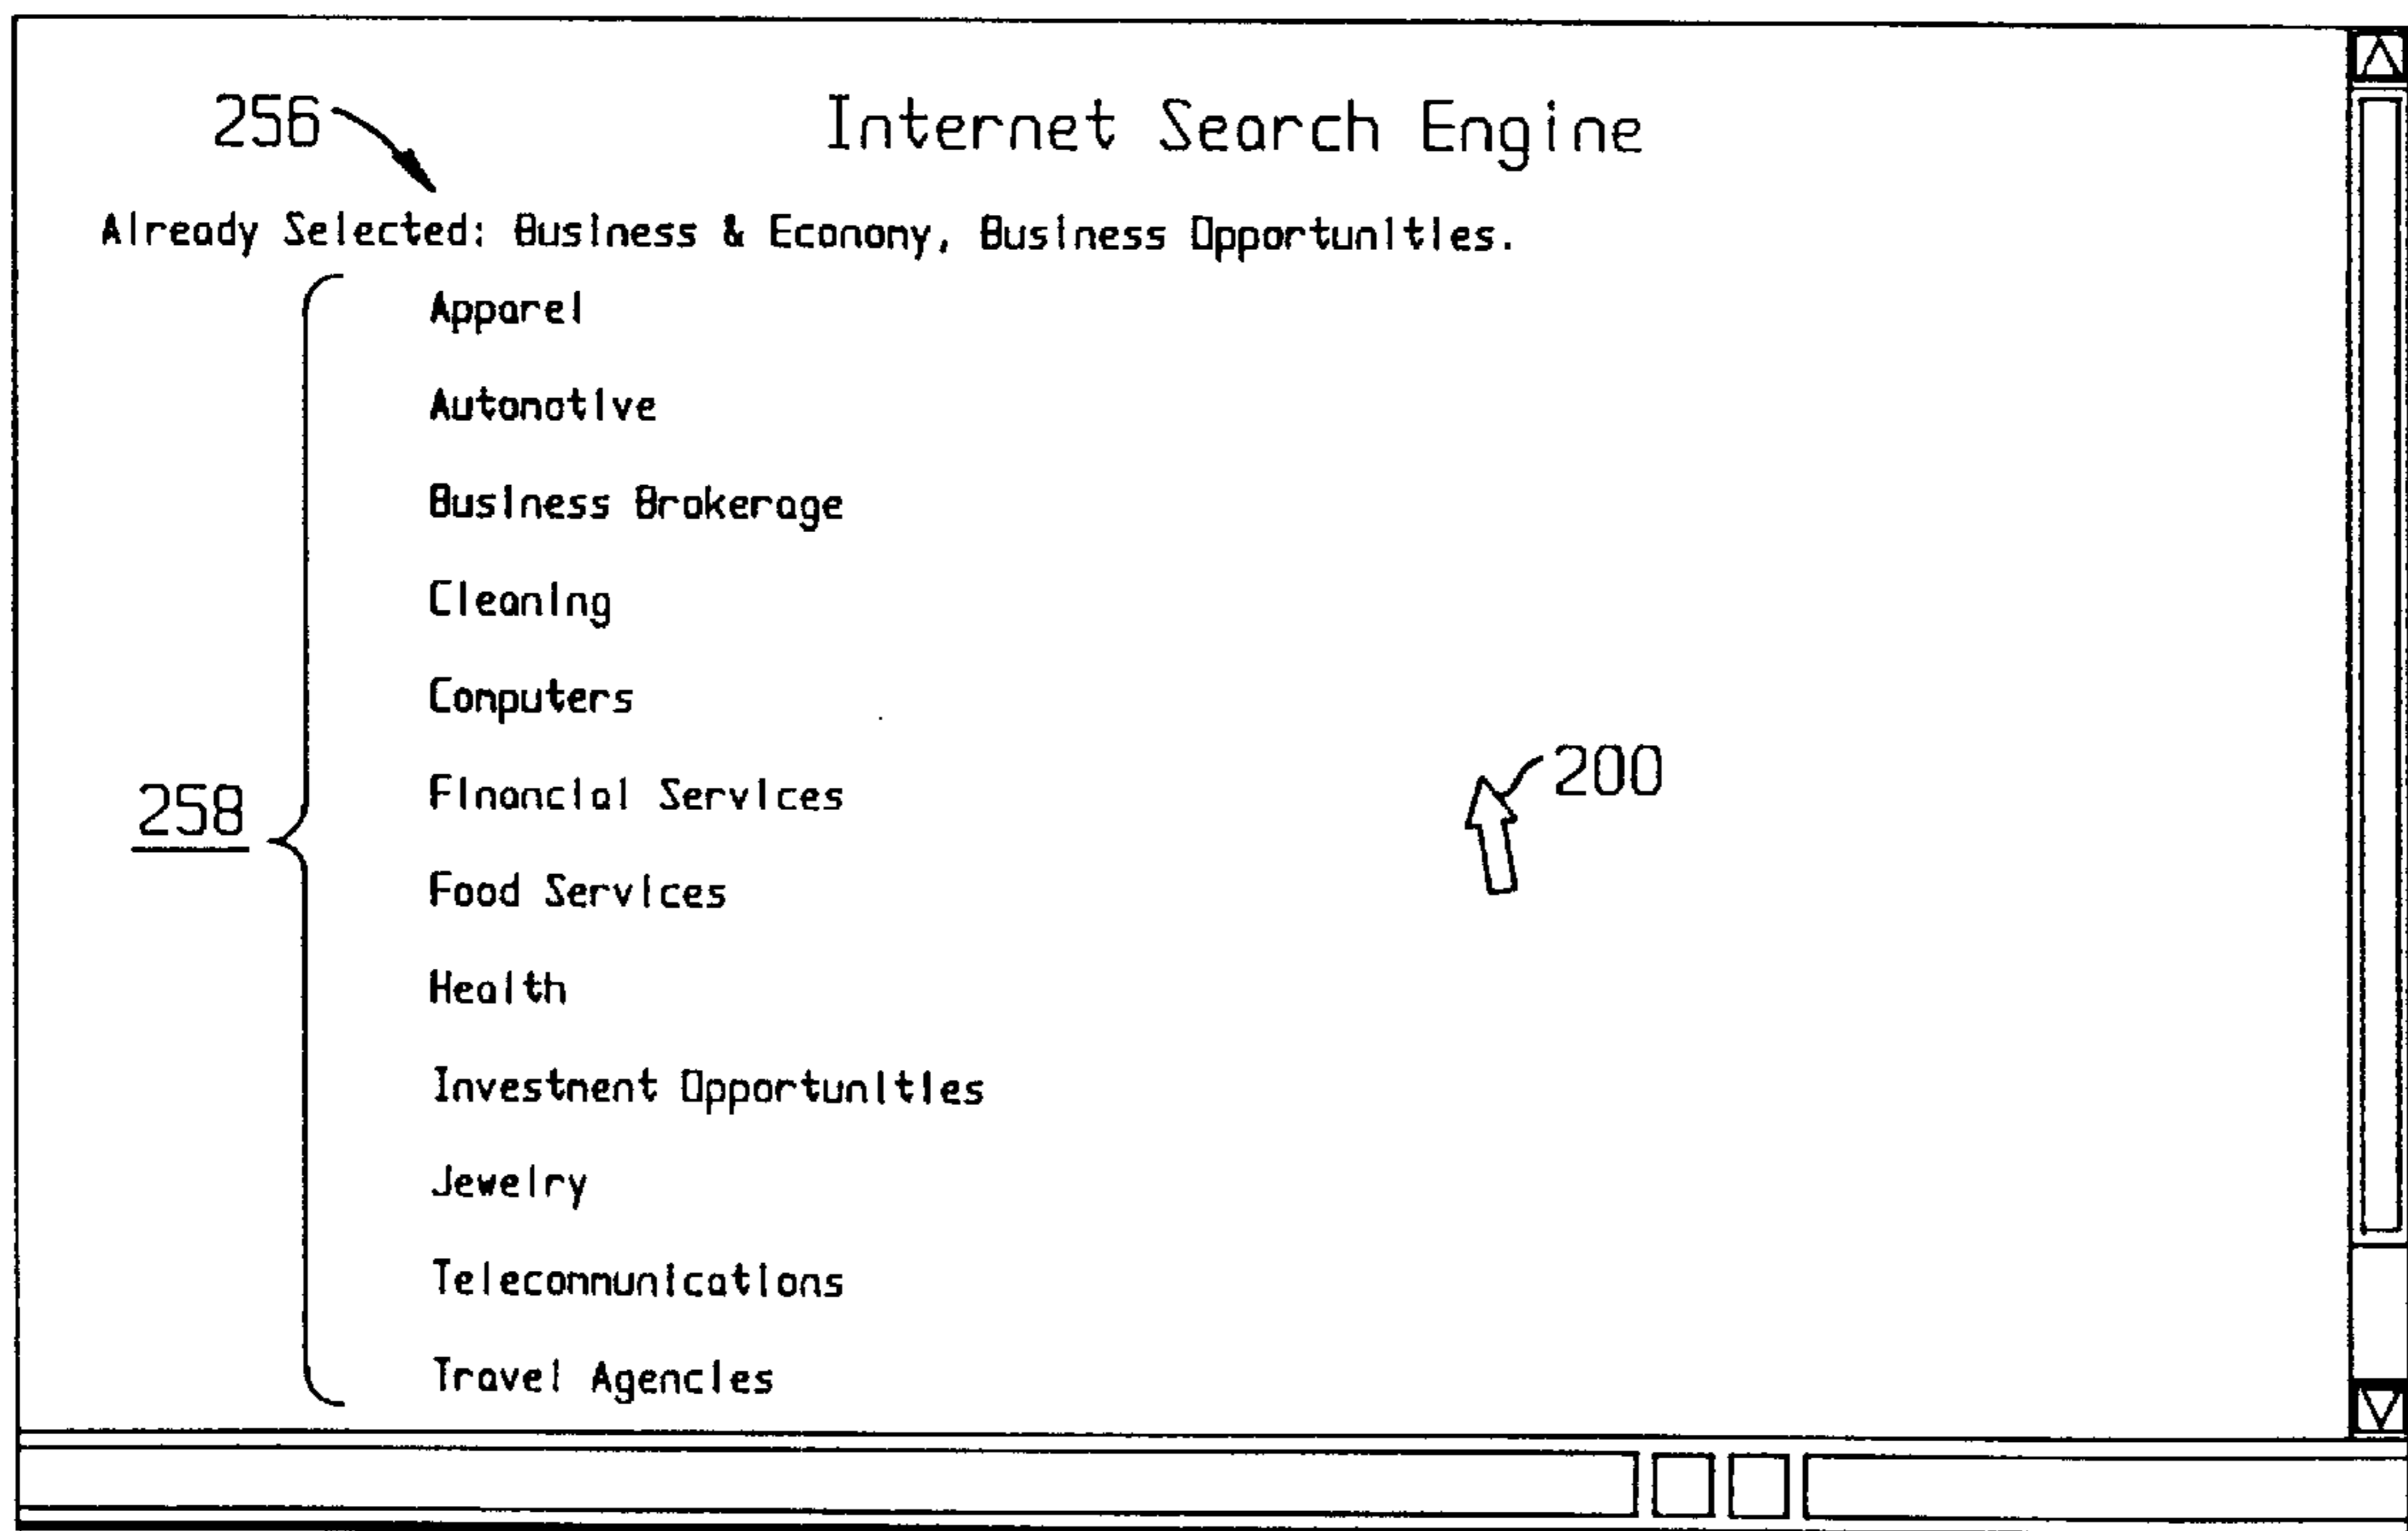 256
Internet Search Engine
Already Selected: Business & Economy, Business Opportunities.
Apparel
Automotive
Business Brokerage
Cleaning
Computers
Financial Services
200
258
Food Services
Health
Investment Opportunities
Jewelry
Telecommunications
Travel Agencies